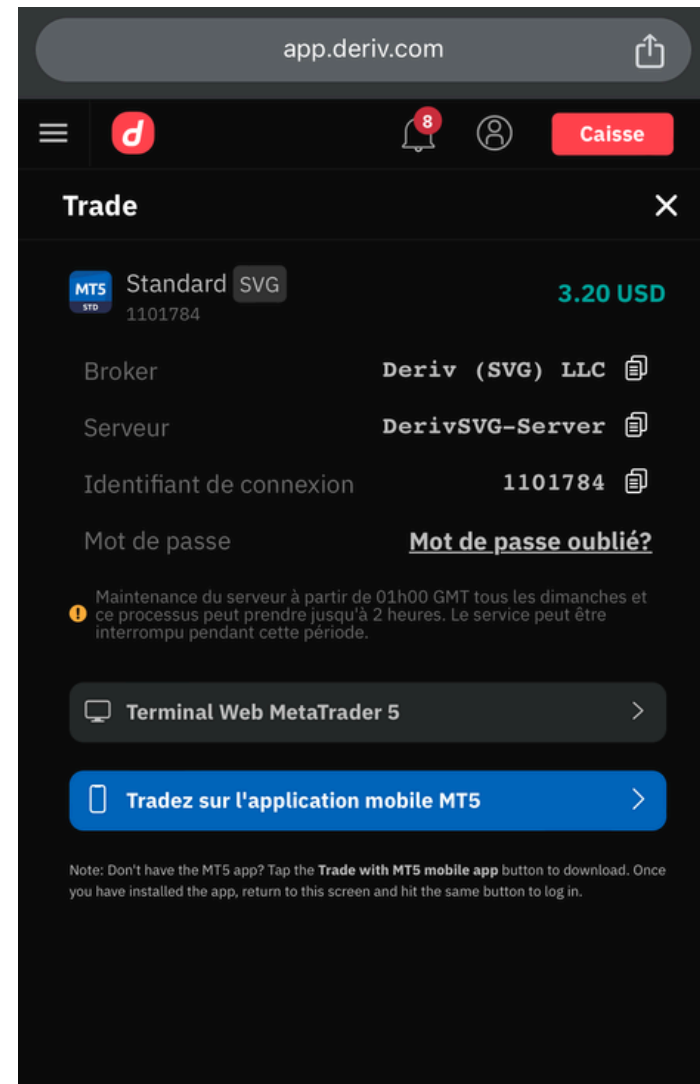 app.deriv.com
d
8
Caisse
Trade
MT5
STD
Standard SVG
3.20 USD
1101784
Broker Deriv (SVG) LLC
Serveur DerivSVG-Server
Identifiant de connexion 1101784
Mot de passe Mot de passe oublié?
Maintenance du serveur à partir de 01h00 GMT tous les dimanches et
ce processus peut prendre jusqu'à 2 heures. Le service peut être
interrompu pendant cette période.
Terminal Web MetaTrader 5
Tradez sur l'application mobile MT5
Note: Don't have the MT5 app? Tap the Trade with MT5 mobile app button to download. Once
you have installed the app, return to this screen and hit the same button to log in.